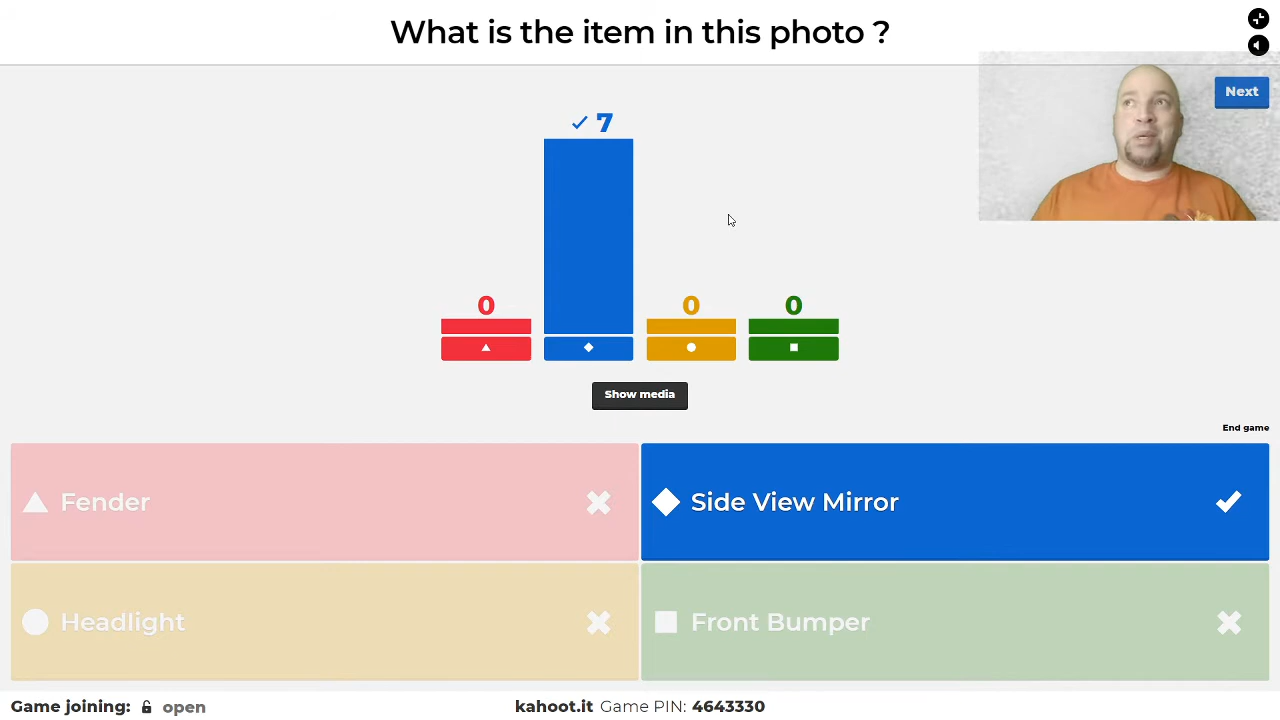 What is the item in this photo ?
Next
7
0
0
0
Show media
End game
Fender
Side View Mirror
Headlight
Front Bumper
Game joining: open
kahoot.it Game PIN: 4643330